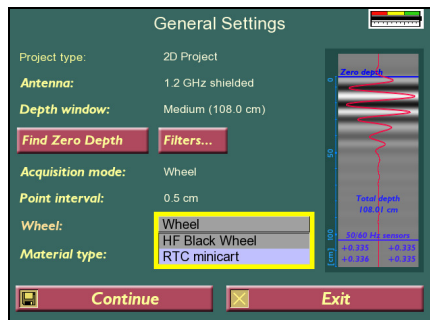 General Settings
Project type: 2D Project
Antenna: 1.2 GHz shielded
Depth window: Medium (108.0 cm)
Find Zero Depth Filters...
Acquisition mode: Wheel
Point interval: 0.5 cm
Wheel: Wheel
HF Black Wheel
Material type: RTC minicart
Continue Exit
Zero depth
0
50
Total depth
108.01 cm
100
50/60 Hz sensors
[cm] +0.335 +0.335
+0.336 +0.335